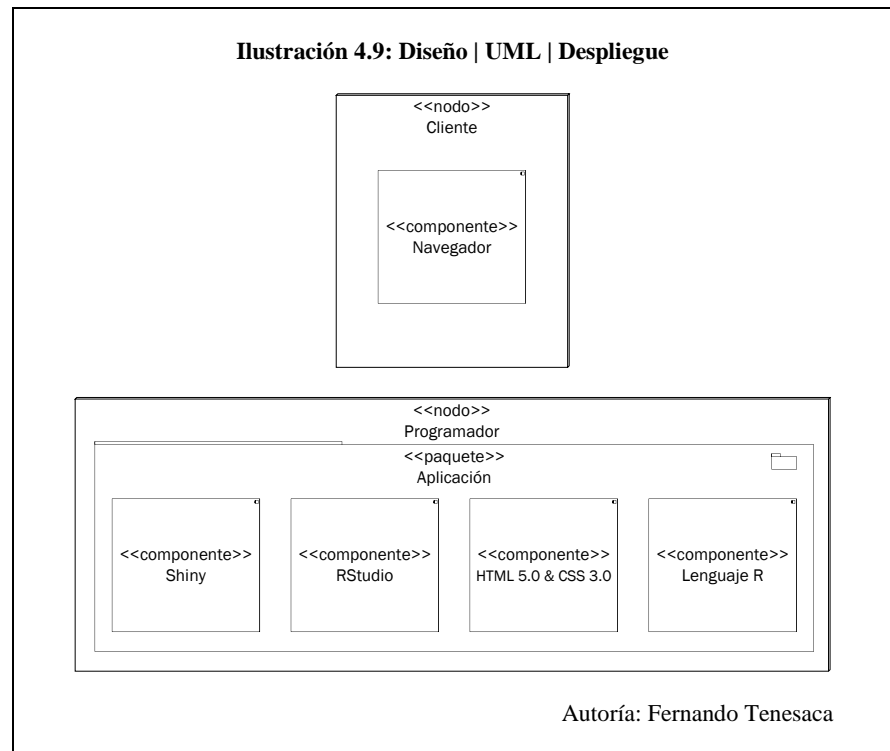 Ilustración 4.9: Diseño | UML | Despliegue
<<nodo>>
Cliente
<<componente>>
Navegador
<<nodo>>
Programador
<<paquete>>
Aplicación
<<componente>>
Shiny
<<componente>>
RStudio
<<componente>>
HTML 5.0 & CSS 3.0
<<componente>>
Lenguaje R
Autoría: Fernando Tenesaca